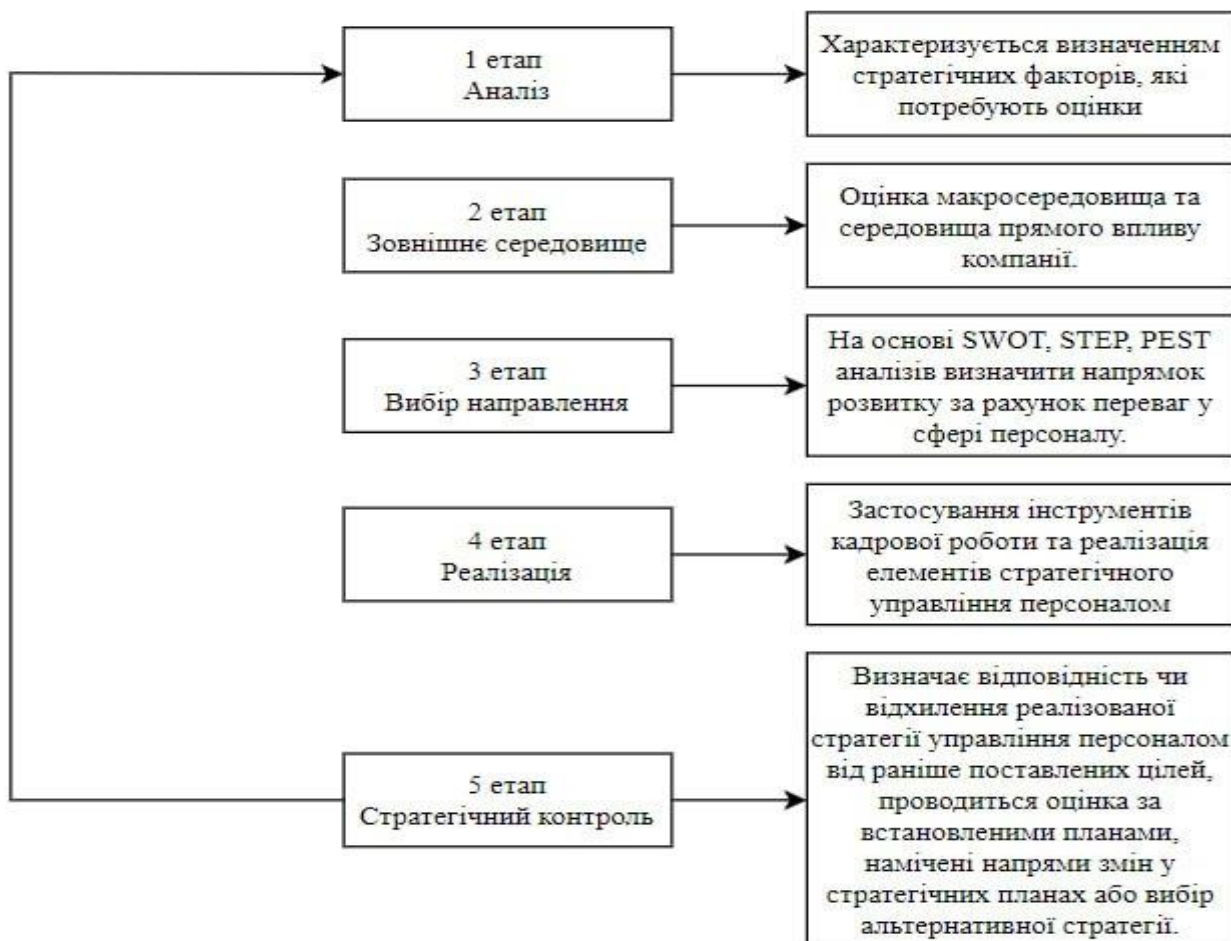 1 етап
Аналіз
Характеризується визначенням
стратегічних факторів, які
потребують оцінки
2 етап
Зовнішнє середовище
Оцінка макросередовища та
середовища прямого впливу
компанії.
3 етап
Вибір направлення
На основі SWOT, STEP, PEST
аналізів визначити напрямок
розвитку за рахунок переваг у
сфері персоналу.
4 етап
Реалізація
Застосування інструментів
кадрової роботи та реалізація
елементів стратегічного
управління персоналом
5 етап
Стратегічний контроль
Визначає відповідність чи
відхилення реалізованої
стратегії управління персоналом
від раніше поставлених цілей,
проводиться оцінка за
встановленими планами,
намічені напрями змін у
стратегічних планах або вибір
альтернативної стратегії.